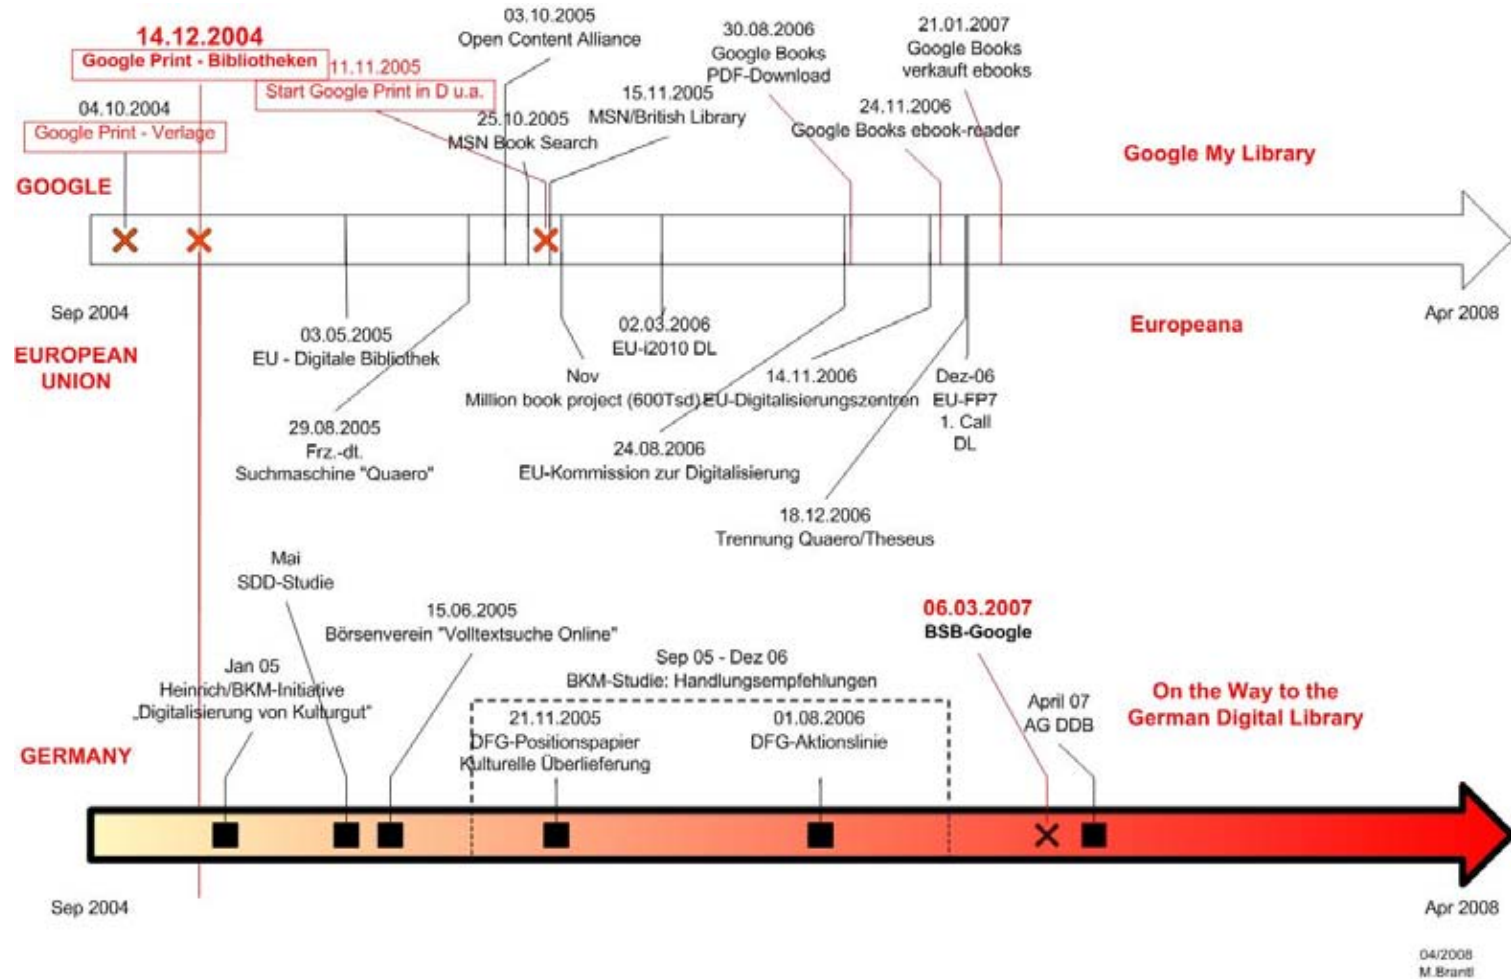 14.12.2004
Google Print - Bibliotheken
04.10.2004
Google Print - Verlage
11.11.2005
Start Google Print in D u.a.
03.10.2005
Open Content Alliance
25.10.2005
MSN Book Search
15.11.2005
MSN/British Library
30.08.2006
Google Books
PDF-Download
21.01.2007
Google Books
verkauft ebooks
24.11.2006
Google Books ebook-reader
GOOGLE
Google My Library
Sep 2004
Apr 2008
EUROPEAN
UNION
Europeana
03.05.2005
EU - Digitale Bibliothek
29.08.2005
Frz.-dt.
Suchmaschine "Quaero"
Nov
Million book project (600Tsd)
02.03.2006
EU-i2010 DL
24.08.2006
EU-Kommission zur Digitalisierung
14.11.2006
EU-Digitalisierungszentren
Dez-06
EU-FP7
1. Call
DL
18.12.2006
Trennung Quaero/Theseus
Mai
SDD-Studie
15.06.2005
Börsenverein "Volltextsuche Online"
Jan 05
Heinrich/BKM-Initiative
„Digitalisierung von Kulturgut"
Sep 05 - Dez 06
BKM-Studie: Handlungsempfehlungen
21.11.2005
DFG-Positionspapier
Kulturelle Überlieferung
01.08.2006
DFG-Aktionslinie
06.03.2007
BSB-Google
April 07
AG DDB
On the Way to the
German Digital Library
GERMANY
Sep 2004
Apr 2008
04/2008
M.Brantl